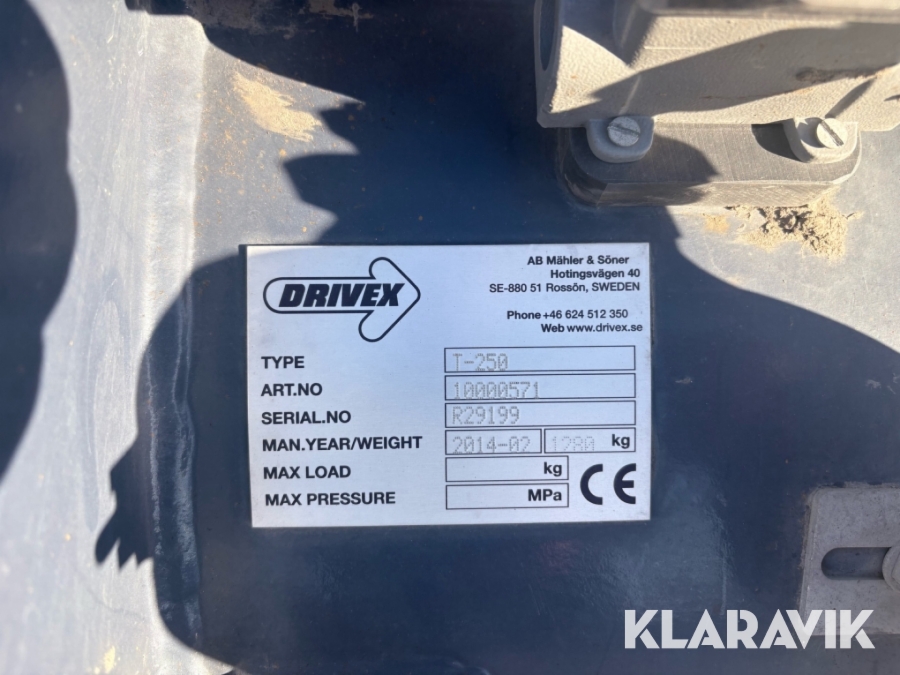 DRIVEX
AB Mähler & Söner
Hotingsvägen 40
SE-880 51 Rossön, SWEDEN
Phone +46 624 512 350
Web www.drivex.se
TYPE T-250
ART.NO 10000571
SERIAL.NO R29199
MAN.YEAR/WEIGHT 2014-02 1280 kg
MAX LOAD kg
MAX PRESSURE MPa
CE
KLARAVIK